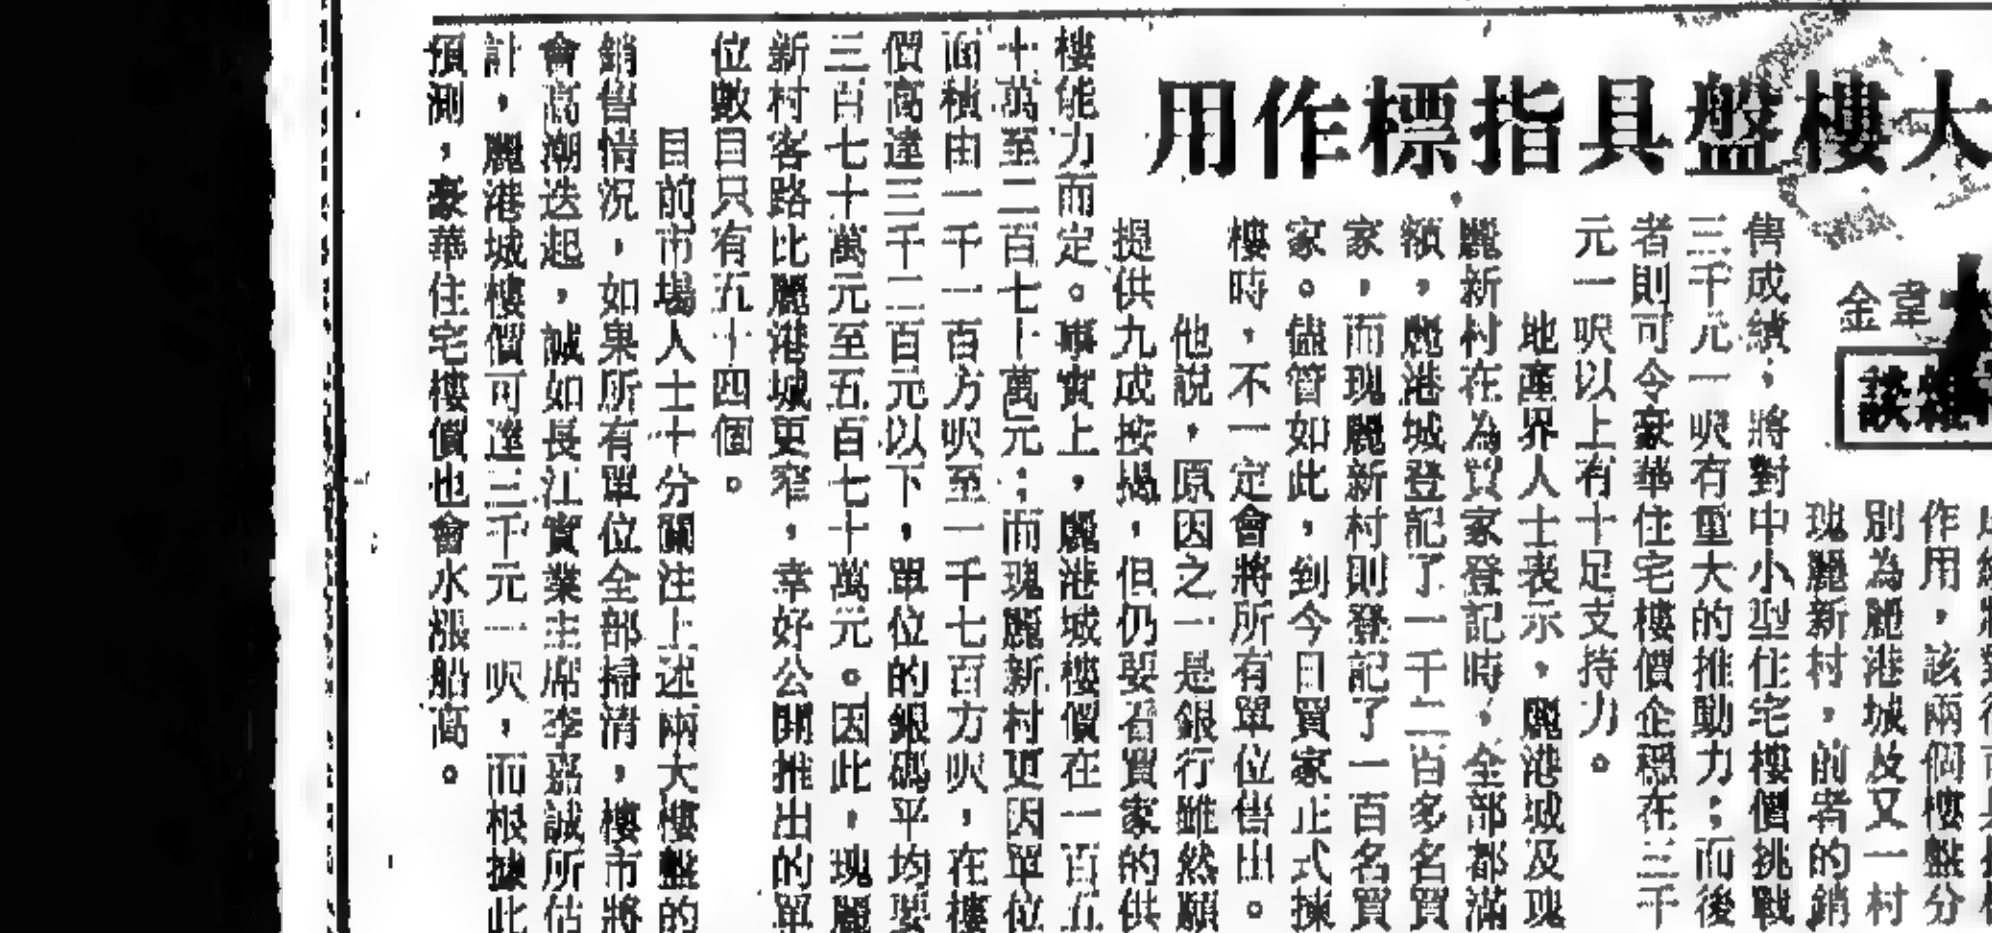 大樓盤具指標作用
韋金
雜談
作用，該兩個樓盤分
別為麗港城及又一村
瑰麗新村，前者的銷
售成績，將對中小型住宅樓價挑戰
三千元一呎有重大的推動力；而後
者則可令豪華住宅樓價企穩在三千
元一呎以上有十足支持力。
地產界人士表示，麗港城及瑰
麗新村在為買家登記時，全部都滿
額，麗港城登記了一千二百多名買
家，而瑰麗新村則登記了一百名買
家。儘管如此，到今日買家正式揀
樓時，不一定會將所有單位售出。
他說，原因之一是銀行雖然願
提供九成按揭，但仍要看買家的供
樓能力而定。事實上，麗港城樓價在一百五
十萬至二百七十萬元；而瑰麗新村更因單位
面積由一千一百方呎至一千七百方呎，在樓
價高達三千二百元以下，單位的銀碼平均要
三百七十萬元至五百七十萬元。因此，瑰麗
新村客路比麗港城更窄，幸好公開推出的單
位數目只有五十四個。
目前市場人士十分關注上述兩大樓盤的
銷售情況，如果所有單位全部掃清，樓市將
會高潮迭起，誠如長江實業主席李嘉誠所估
計，麗港城樓價可達三千元一呎，而根據此
預測，豪華住宅樓價也會水漲船高。